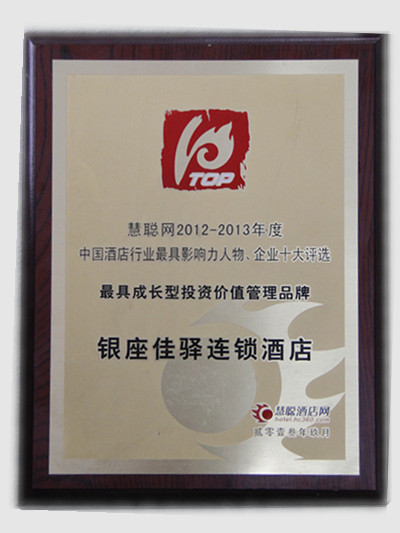 TOP
慧聪网2012-2013年度
中国酒店行业最具影响力人物、企业十大评选
最具成长型投资价值管理品牌
银座佳驿连锁酒店
慧聪酒店网
hotel.hc360.com
贰零壹叁年玖月